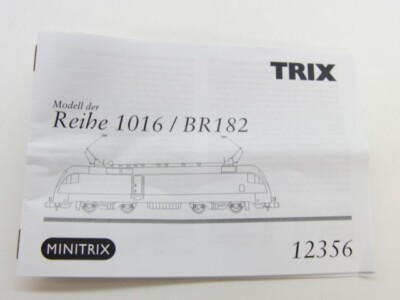 TRIX
Modell der
Reihe 1016 / BR182
MINITRIX
12356